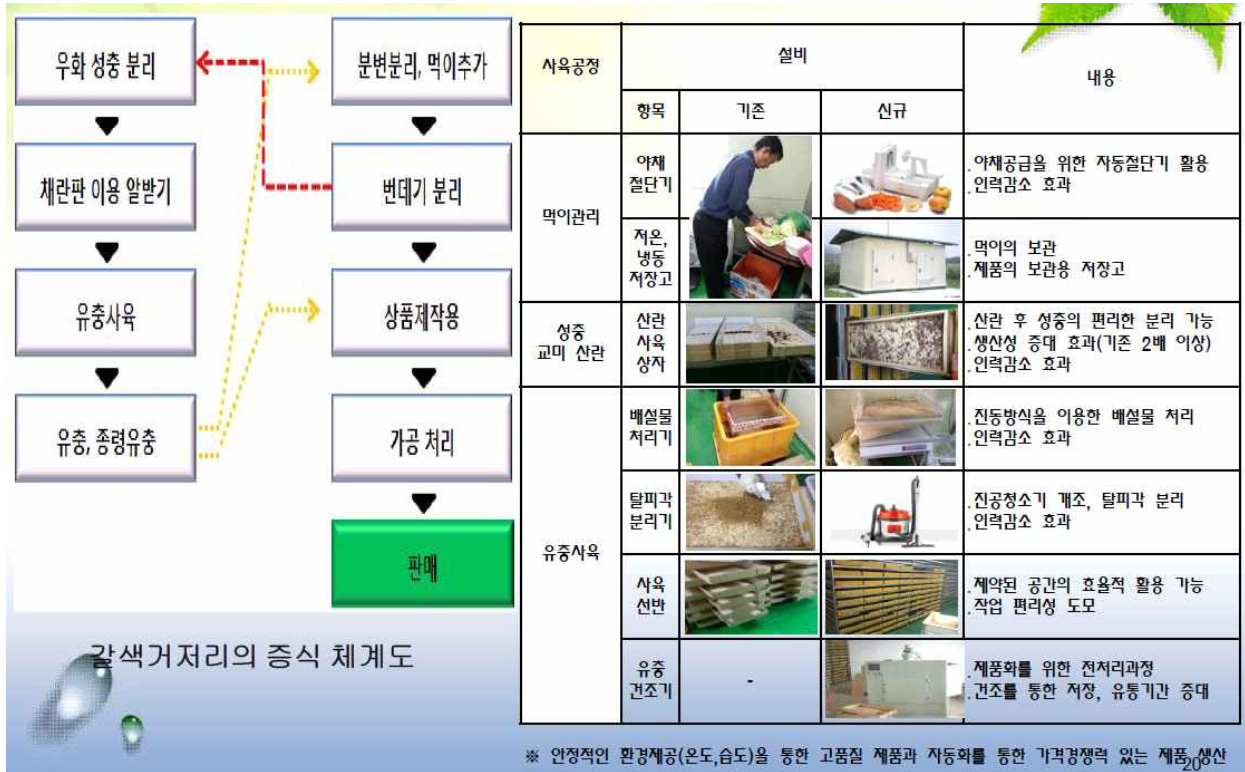 우화 성충 분리
채란판 이용 알받기
유충사육
유충, 종령유충
분변분리, 먹이추가
번데기 분리
상품제작용
가공 처리
판매
갈색거저리의 증식 체계도
사육공정
설비
내용
항목
기존
신규
먹이관리
야채
절단기
.야채공급을 위한 자동절단기 활용
.인력감소 효과
저온,
냉동
저장고
.먹이의 보관
.제품의 보관용 저장고
성충
교미 산란
산란
사육
상자
.산란 후 성충의 편리한 분리 가능
.생산성 증대 효과(기존 2배 이상)
.인력감소 효과
유충사육
배설물
처리기
.진동방식을 이용한 배설물 처리
.인력감소 효과
탈피각
분리기
.진공청소기 개조, 탈피각 분리
.인력감소 효과
사육
선반
.제약된 공간의 효율적 활용 가능
.작업 편리성 도모
유충
건조기
-
.제품화를 위한 전처리과정
.건조를 통한 저장, 유통기간 증대
※ 안정적인 환경제공(온도,습도)을 통한 고품질 제품과 자동화를 통한 가격경쟁력 있는 제품 생산
20